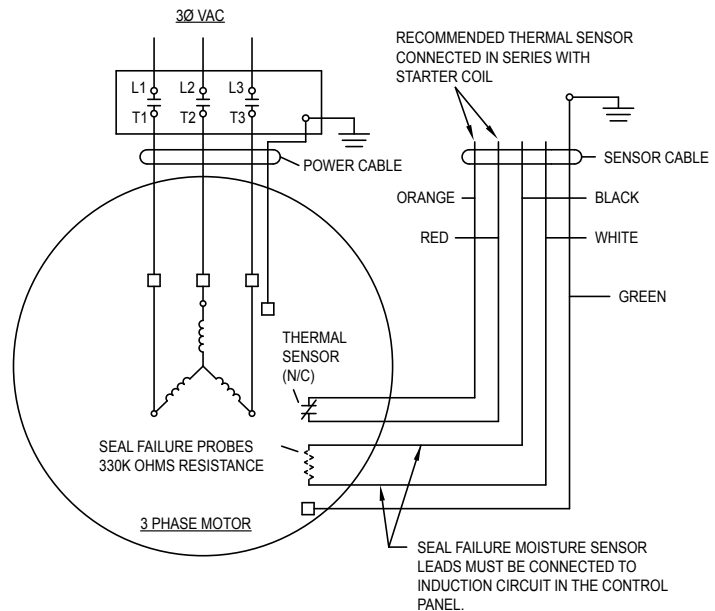 3Ø VAC
L1
L2
L3
T1
T2
T3
POWER CABLE
RECOMMENDED THERMAL SENSOR
CONNECTED IN SERIES WITH
STARTER COIL
SENSOR CABLE
ORANGE
BLACK
RED
WHITE
GREEN
THERMAL
SENSOR
(N/C)
SEAL FAILURE PROBES
330K OHMS RESISTANCE
3 PHASE MOTOR
SEAL FAILURE MOISTURE SENSOR
LEADS MUST BE CONNECTED TO
INDUCTION CIRCUIT IN THE CONTROL
PANEL.